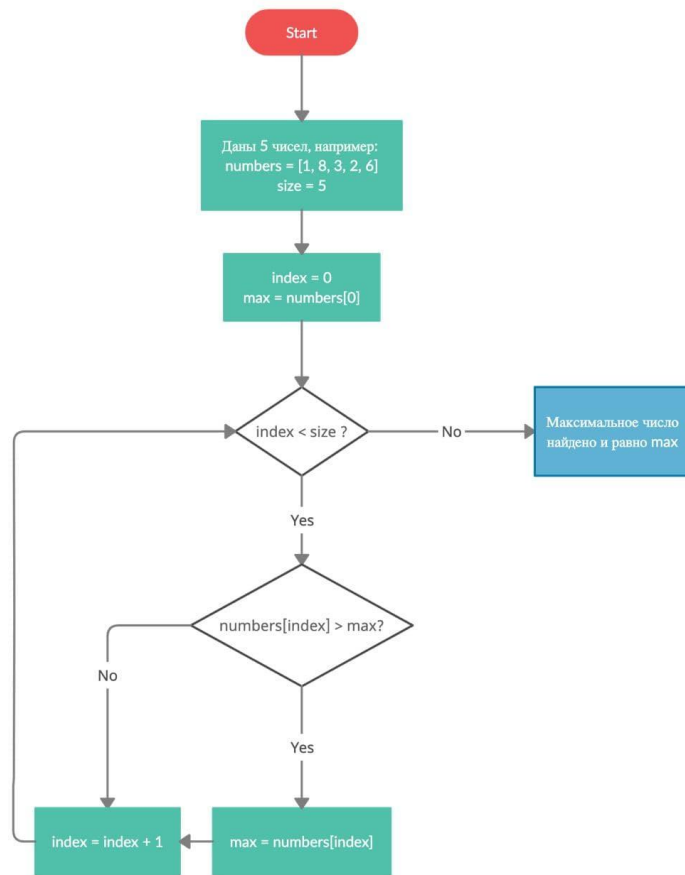 Start
Даны 5 чисел, например:
numbers = [1, 8, 3, 2, 6]
size = 5
index = 0
max = numbers[0]
index < size ?
No
Максимальное число
найдено и равно max
Yes
numbers[index] > max?
No
Yes
index = index + 1
max = numbers[index]